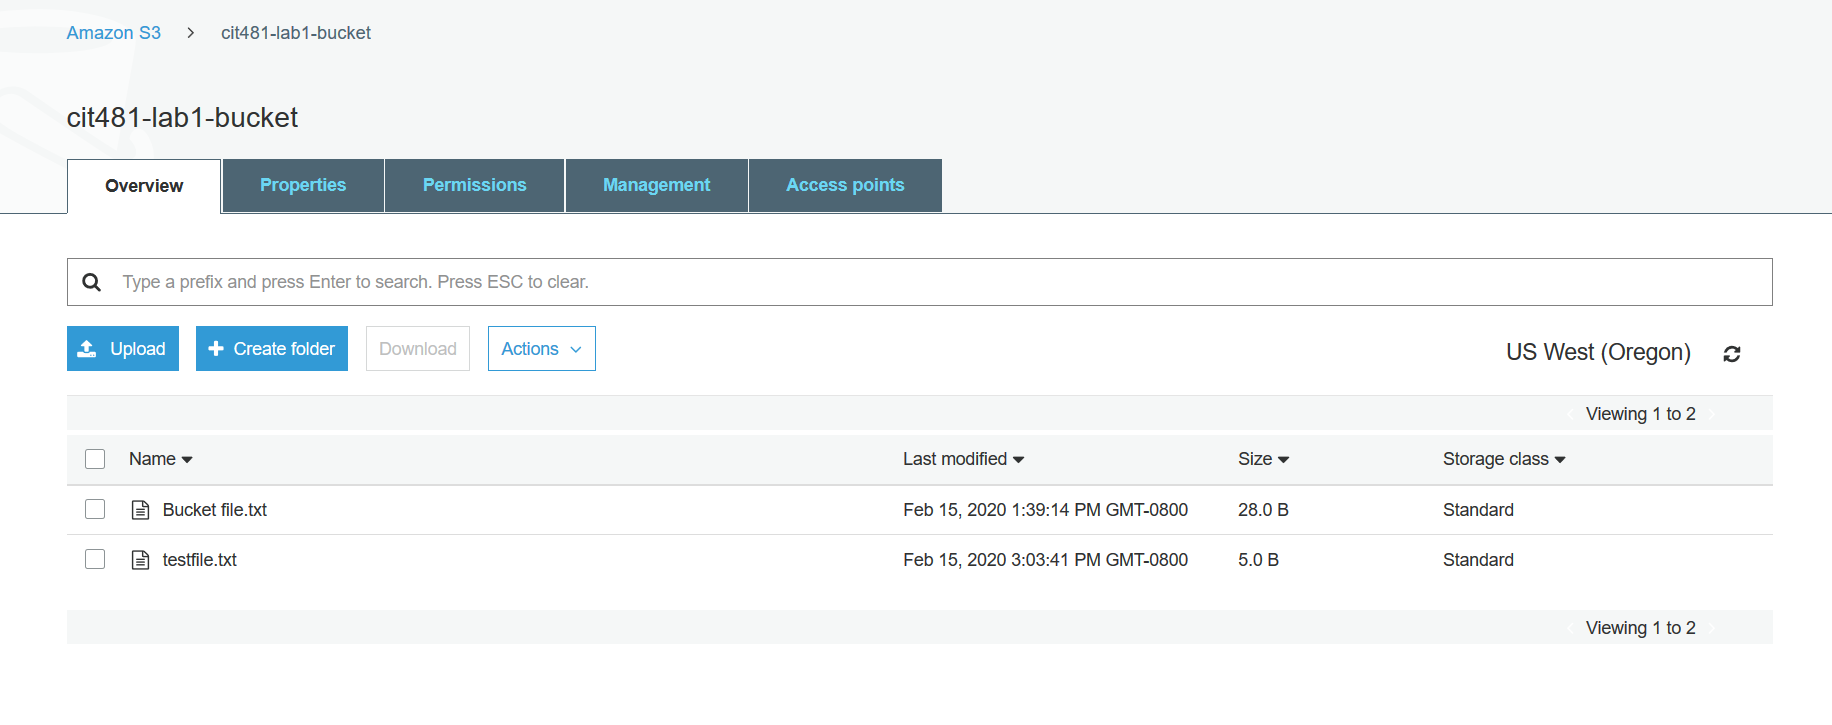 Amazon S3 > cit481-lab1-bucket
cit481-lab1-bucket
Overview Properties Permissions Management Access points
Type a prefix and press Enter to search. Press ESC to clear.
Upload Create folder Download Actions US West (Oregon)
Viewing 1 to 2
Name Last modified Size Storage class
Bucket file.txt Feb 15, 2020 1:39:14 PM GMT-0800 28.0 B Standard
testfile.txt Feb 15, 2020 3:03:41 PM GMT-0800 5.0 B Standard
Viewing 1 to 2